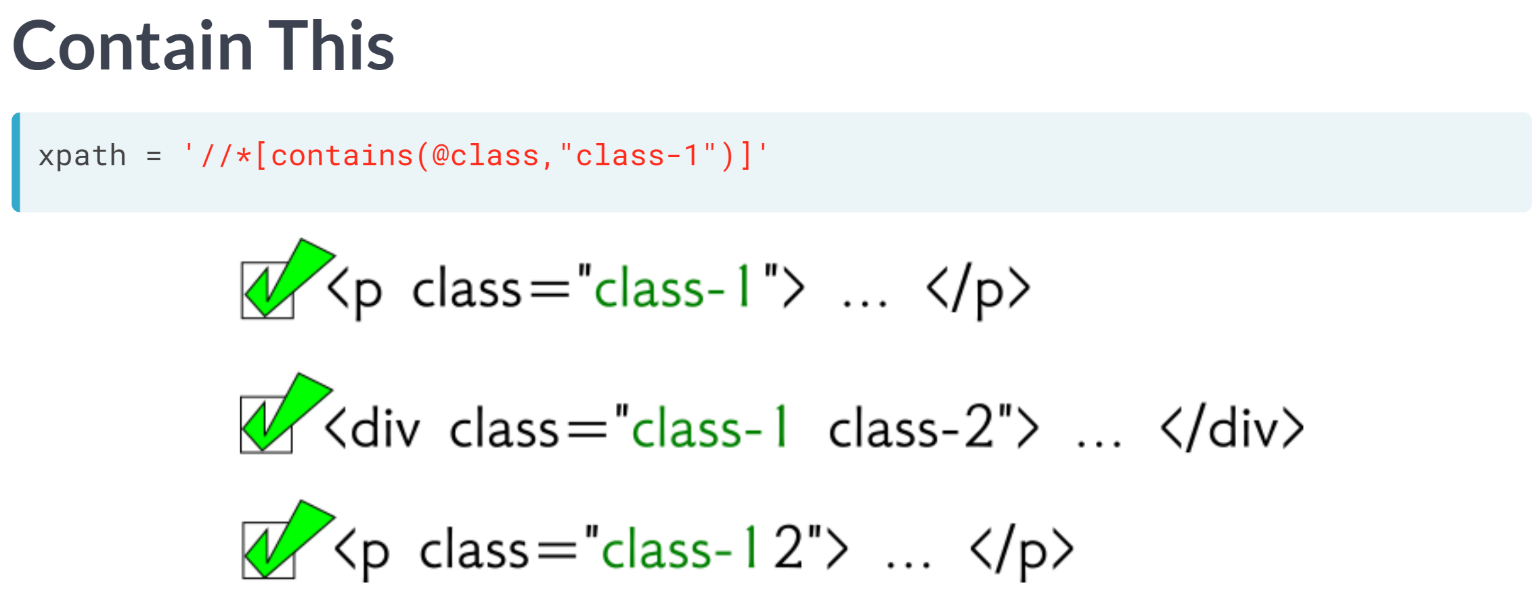 Contain This
xpath = '//*[contains(@class,"class-1")]'
<p class="class-1"> ... </p>
<div class="class-1 class-2"> ... </div>
<p class="class-12"> ... </p>